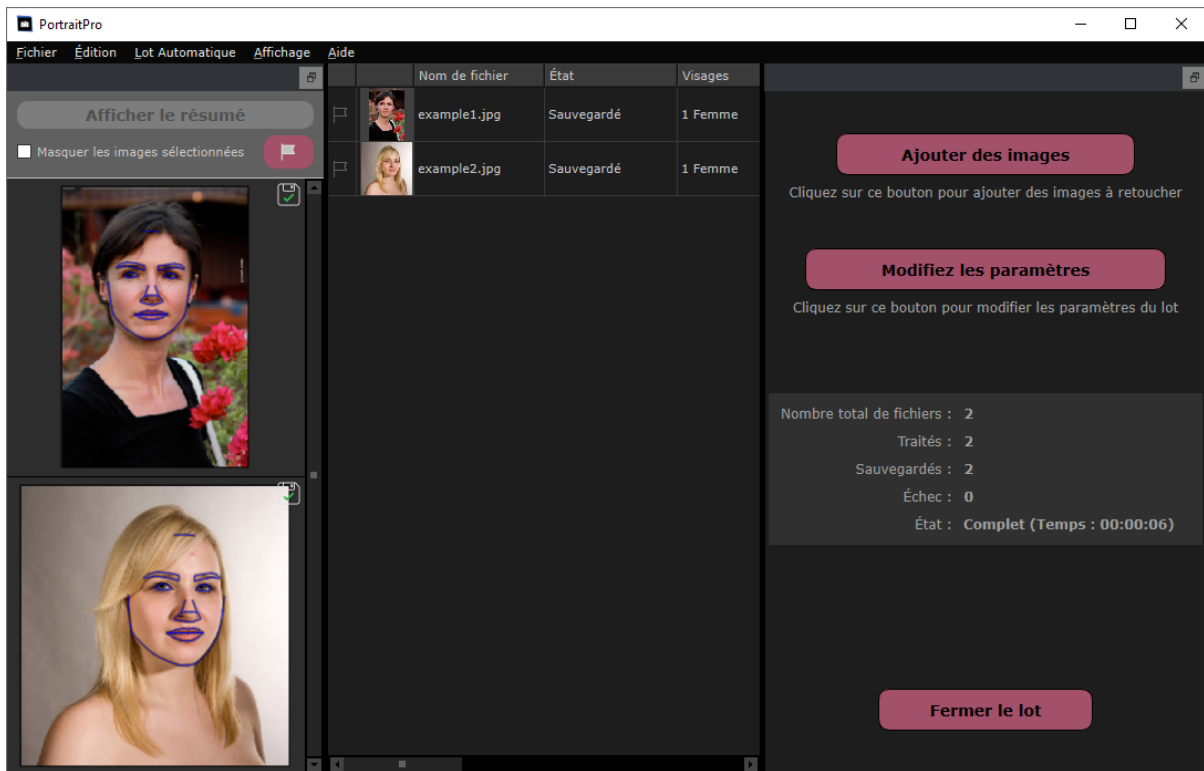 PortraitPro
Fichier Édition Lot Automatique Affichage Aide
Afficher le résumé
Masquer les images sélectionnées
Nom de fichier État Visages
example1.jpg Sauvegardé 1 Femme
example2.jpg Sauvegardé 1 Femme
Ajouter des images
Cliquez sur ce bouton pour ajouter des images à retoucher
Modifiez les paramètres
Cliquez sur ce bouton pour modifier les paramètres du lot
Nombre total de fichiers : 2
Traités : 2
Sauvegardés : 2
Échec : 0
État : Complet (Temps : 00:00:06)
Fermer le lot